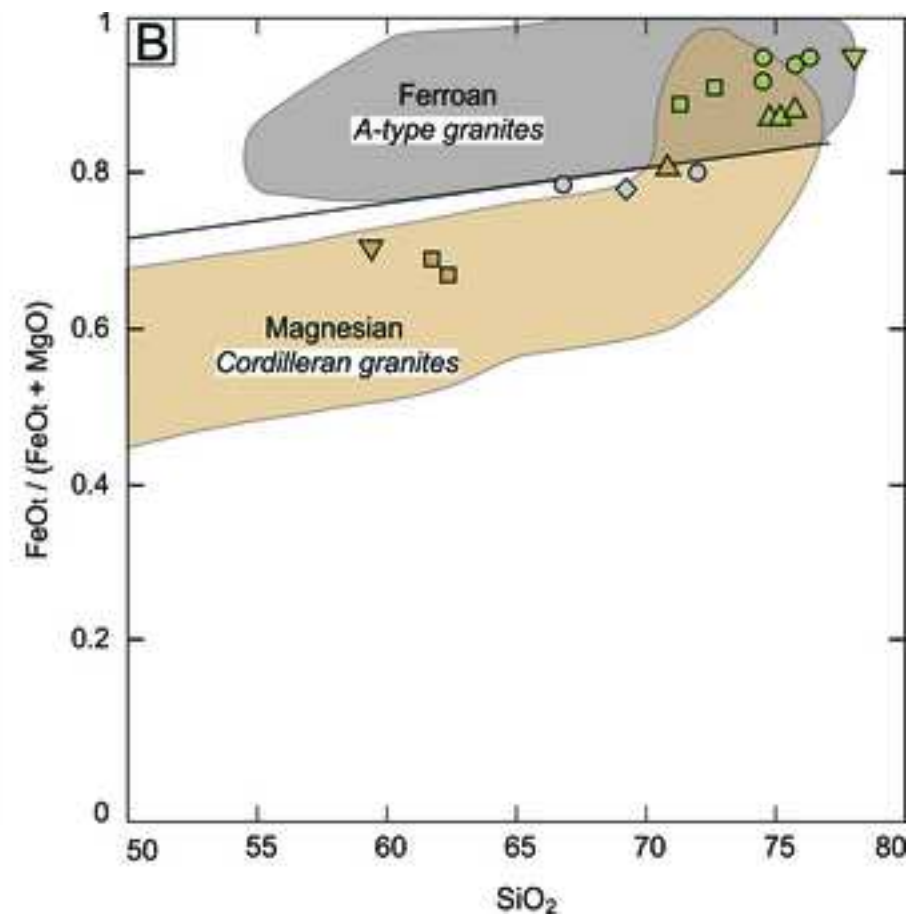 B
1
0.8
0.6
0.4
0.2
0
FeOt / (FeOt + MgO)
Ferroan
A-type granites
Magnesian
Cordilleran granites
50 55 60 65 70 75 80
SiO₂